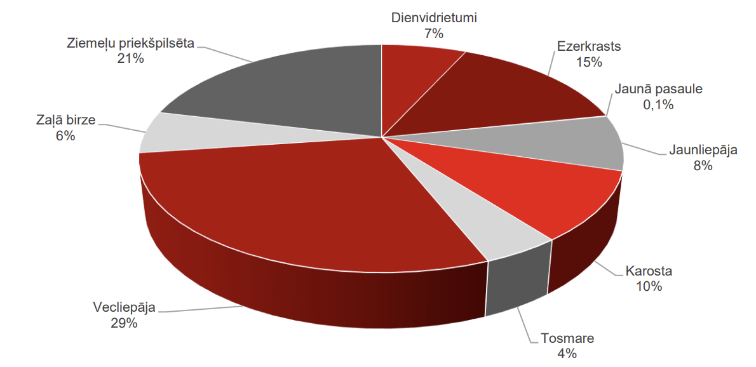 Dienvidrietumi
7%
Ezerkrasts
15%
Jaunā pasaule
0,1%
Jaunliepāja
8%
Karosta
10%
Tosmare
4%
Vecliepāja
29%
Zaļā birze
6%
Ziemeļu priekšpilsēta
21%